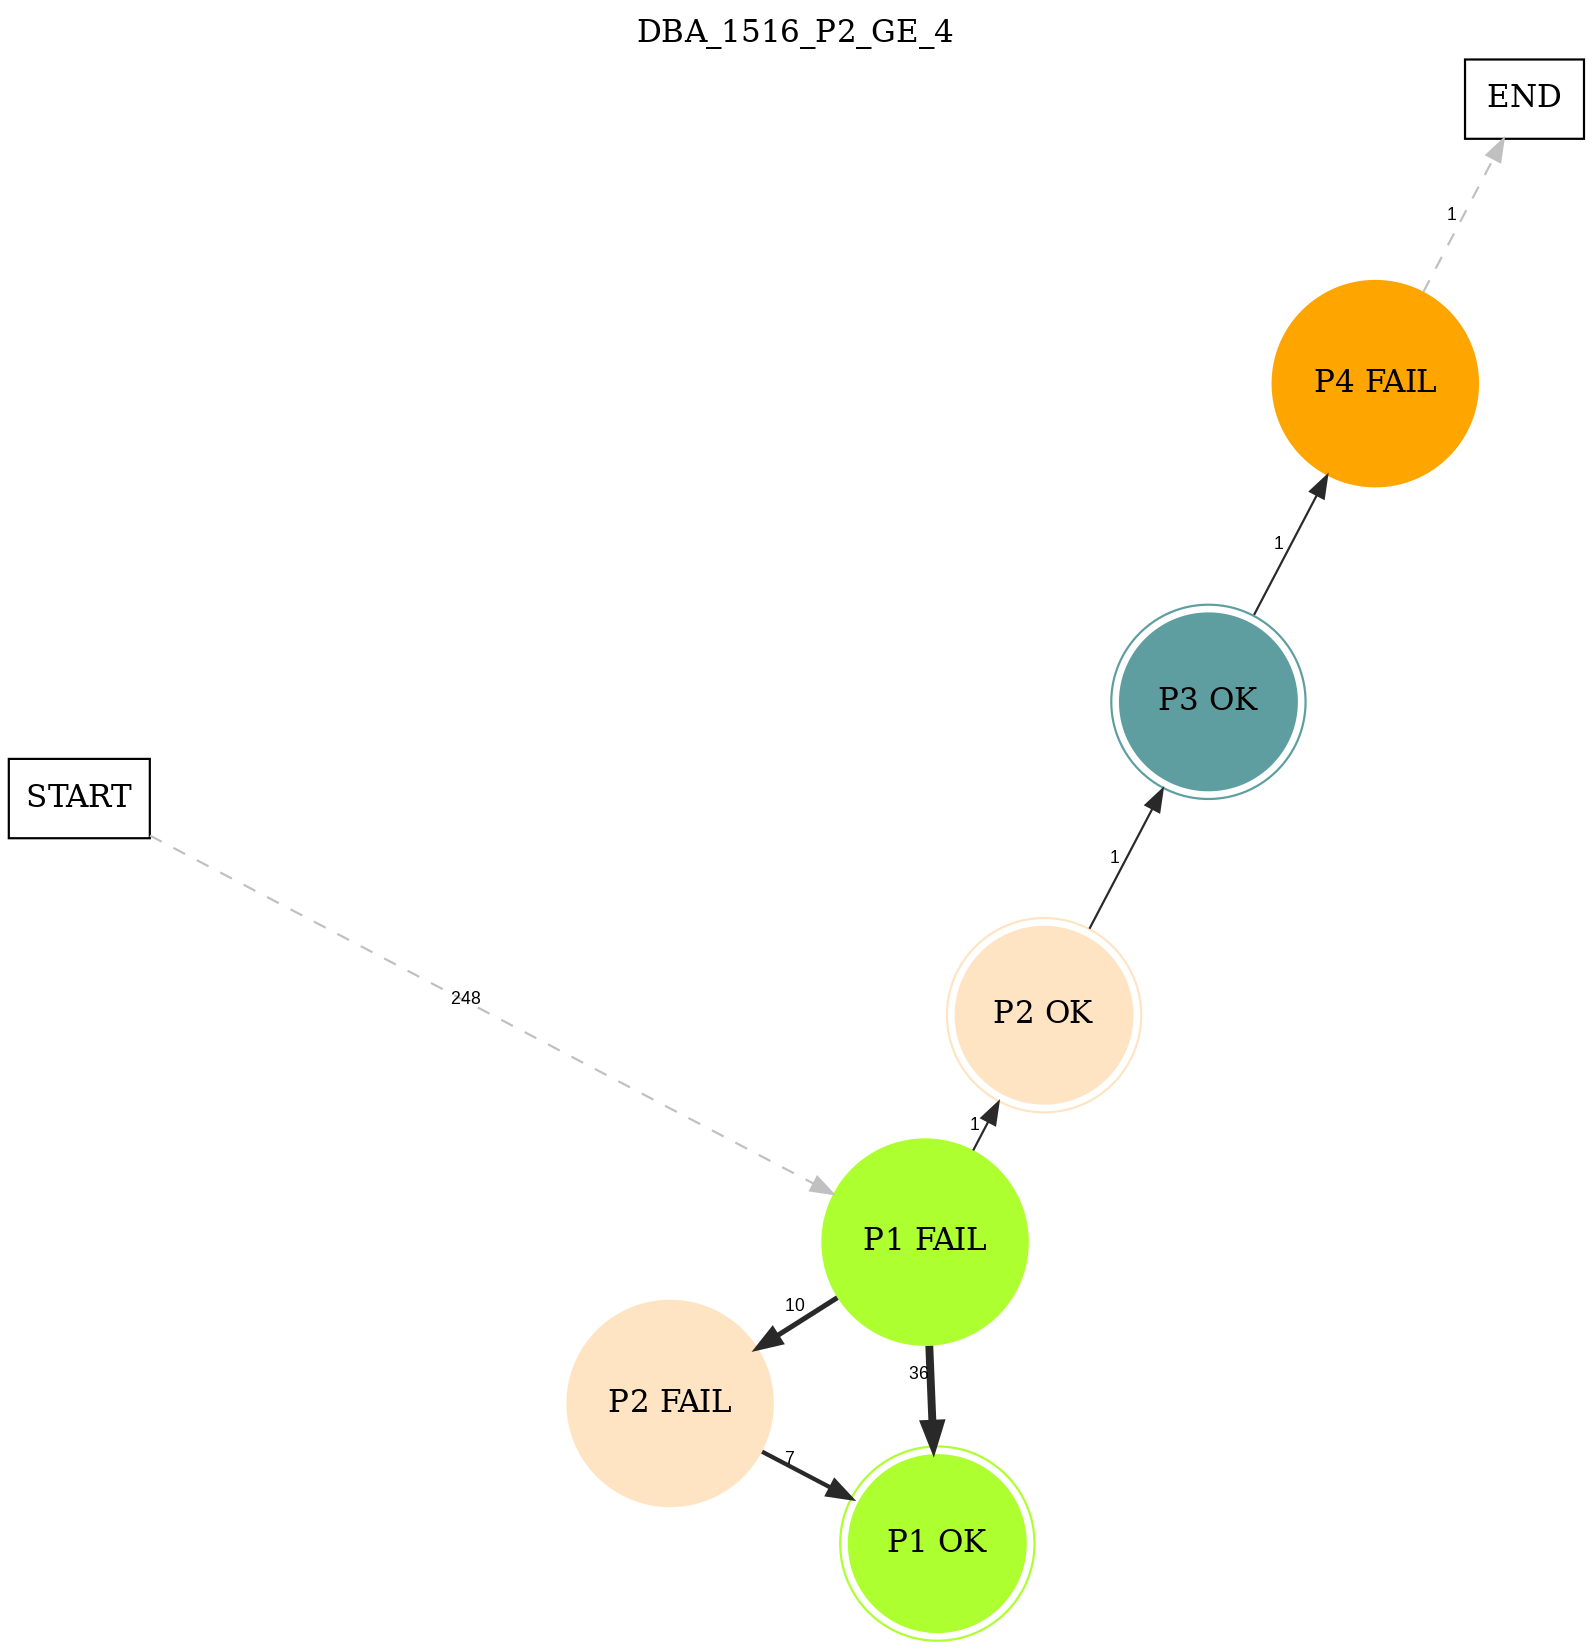 DBA_1516_P2_GE_4
END
1
P4 FAIL
1
P3 OK
START
1
248
P2 OK
1
P1 FAIL
10
36
P2 FAIL
7
P1 OK